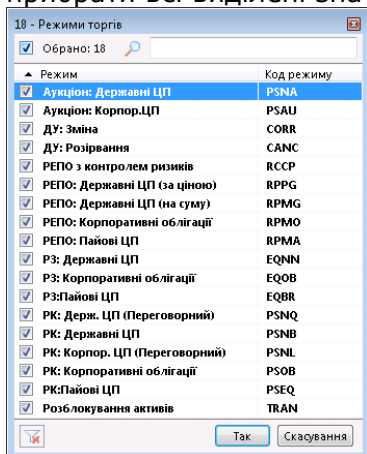 18 - Режими торгів
Обрано: 18
Режим Код режиму
Аукціон: Державні ЦП PSNA
Аукціон: Корпор.ЦП PSAU
ДУ: Зміна CORR
ДУ: Розірвання CANC
РЕПО з контролем ризиків RCCP
РЕПО: Державні ЦП (за ціною) RPPG
РЕПО: Державні ЦП (на суму) RPMG
РЕПО: Корпоративні облігації RPMO
РЕПО: Пайові ЦП RPMA
РЗ: Державні ЦП EQNN
РЗ: Корпоративні облігації EQOB
РЗ:Пайові ЦП EQBR
РК: Держ. ЦП (Переговорний) PSNQ
РК: Державні ЦП PSNB
РК: Корпор. ЦП (Переговорний) PSNL
РК: Корпоративні облігації PSOB
РК:Пайові ЦП PSEQ
Розблокування активів TRAN
Так Скасування